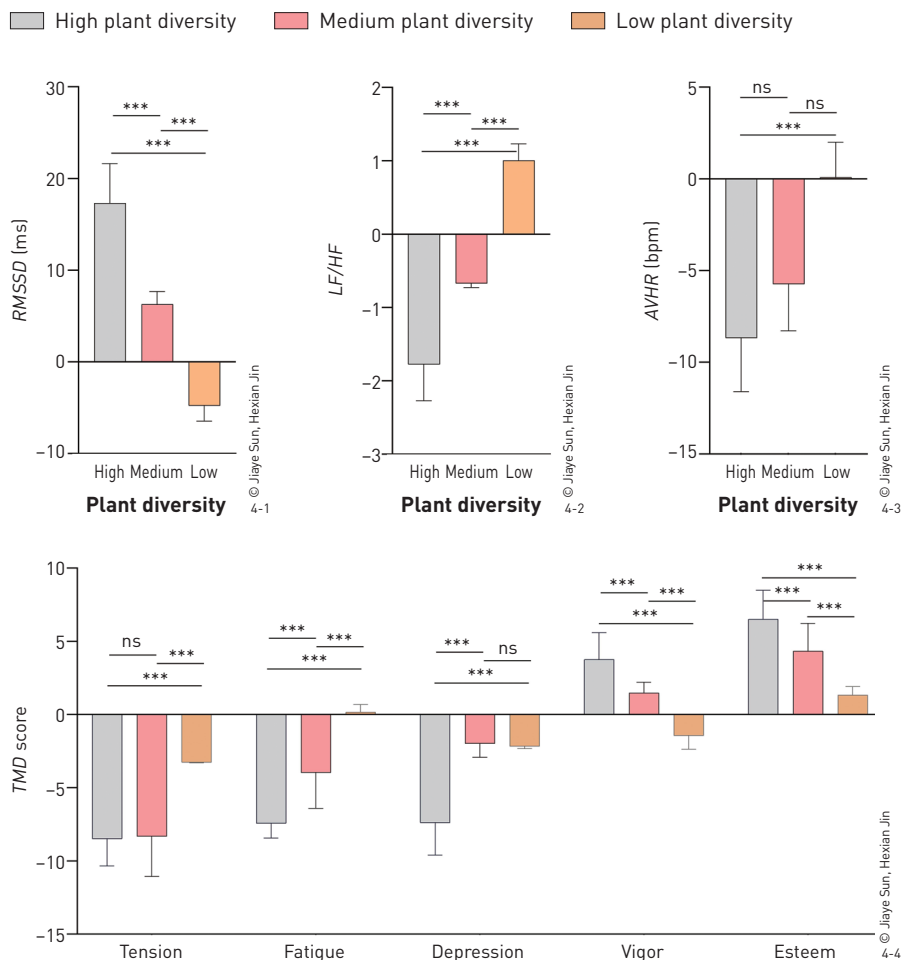 High plant diversity Medium plant diversity Low plant diversity
RMSSD (ms)
30
20
10
0
−10
***
***
***
High Medium Low
Plant diversity
© Jiaye Sun, Hexian Jin
4-1
LF/HF
2
1
0
−1
−2
−3
***
***
***
High Medium Low
Plant diversity
© Jiaye Sun, Hexian Jin
4-2
AVHR (bpm)
5
0
−5
−10
−15
ns
ns
***
High Medium Low
Plant diversity
© Jiaye Sun, Hexian Jin
4-3
TMD score
10
5
0
−5
−10
−15
ns
***
***
***
***
***
***
ns
***
***
***
***
***
***
***
Tension Fatigue Depression Vigor Esteem
© Jiaye Sun, Hexian Jin
4-4